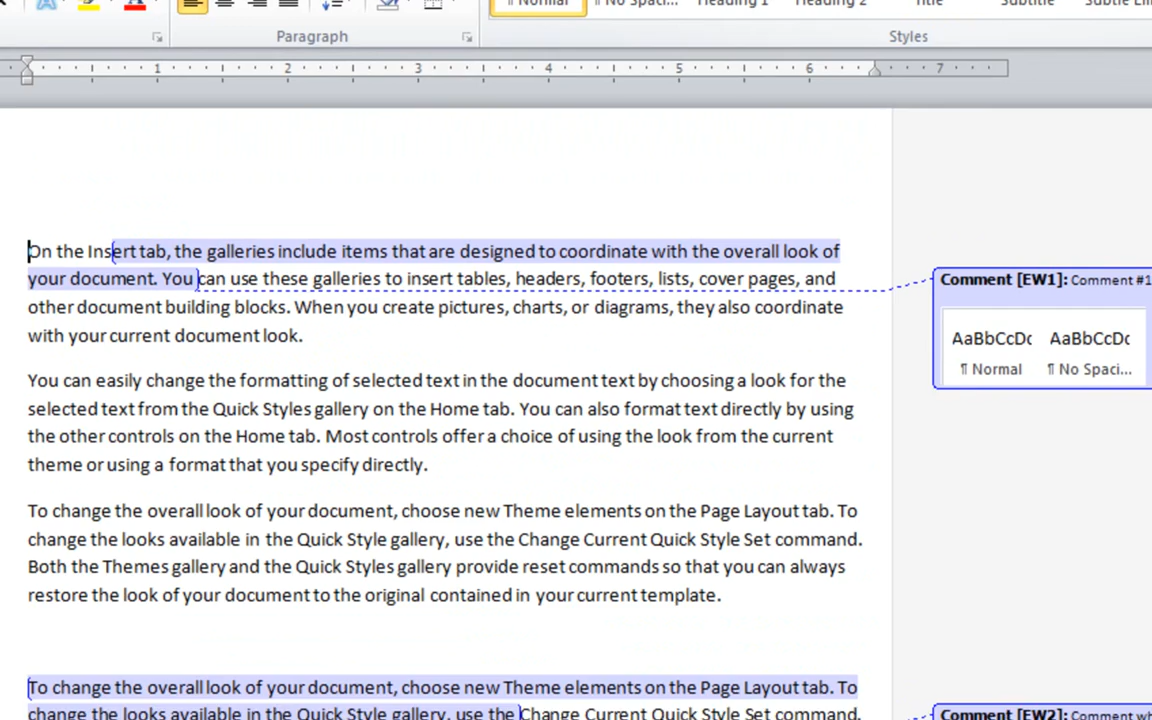 Normal
No Spaci...
Heading 1
Heading 2
Title
Subtitle
Paragraph
Styles
1 2 3 4 5 6 7
On the Insert tab, the galleries include items that are designed to coordinate with the overall look of
your document. You can use these galleries to insert tables, headers, footers, lists, cover pages, and
other document building blocks. When you create pictures, charts, or diagrams, they also coordinate
with your current document look.
Comment [EW1]: Comment #1
AaBbCcDc AaBbCcDc
¶ Normal ¶ No Spaci...
You can easily change the formatting of selected text in the document text by choosing a look for the
selected text from the Quick Styles gallery on the Home tab. You can also format text directly by using
the other controls on the Home tab. Most controls offer a choice of using the look from the current
theme or using a format that you specify directly.
To change the overall look of your document, choose new Theme elements on the Page Layout tab. To
change the looks available in the Quick Style gallery, use the Change Current Quick Style Set command.
Both the Themes gallery and the Quick Styles gallery provide reset commands so that you can always
restore the look of your document to the original contained in your current template.
To change the overall look of your document, choose new Theme elements on the Page Layout tab. To
change the looks available in the Quick Style gallery, use the Change Current Quick Style Set command.
Comment [EW2]: Comment